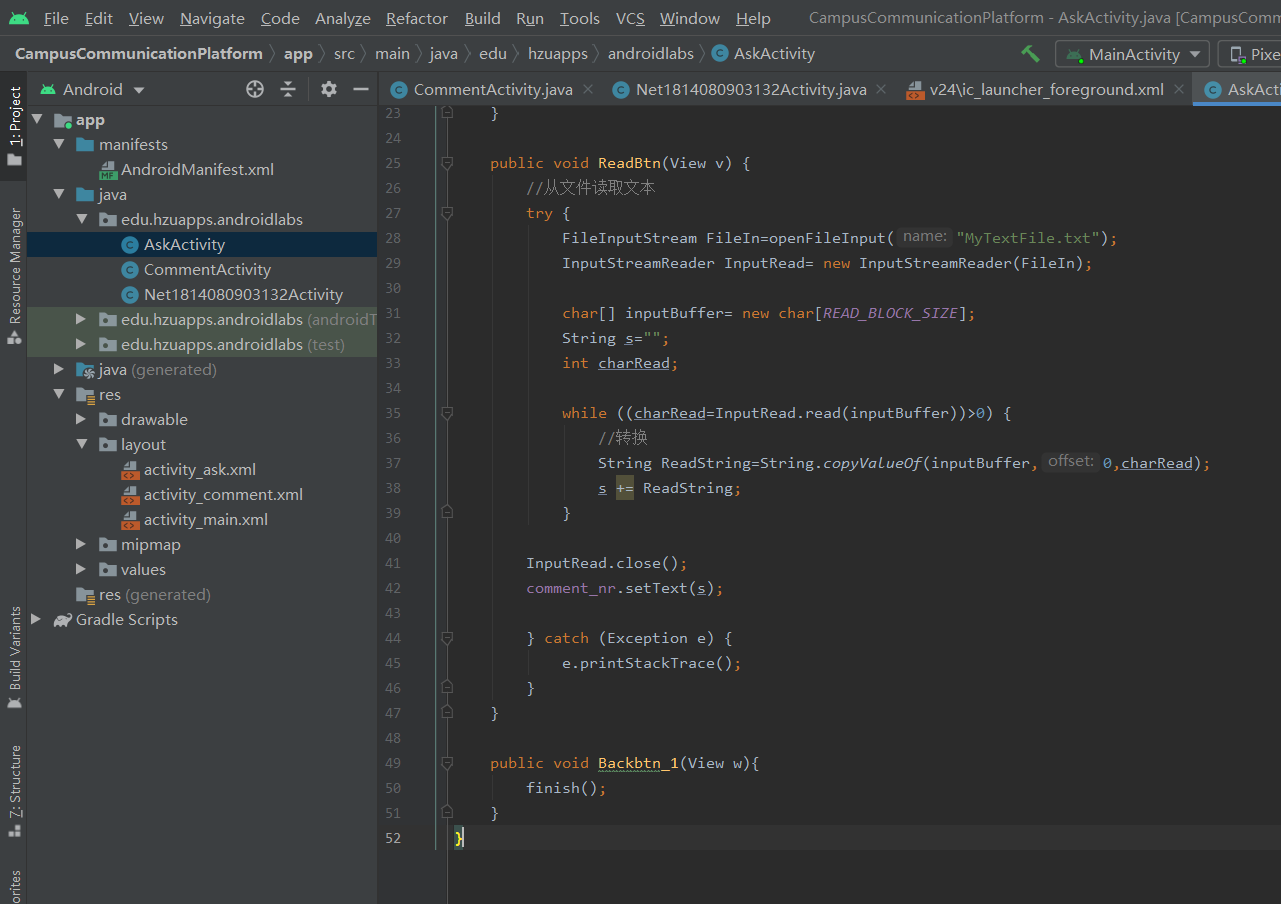 File Edit View Navigate Code Analyze Refactor Build Run Tools VCS Window Help CampusCommunicationPlatform - AskActivity.java [CampusComm
CampusCommunicationPlatform app src main java edu hzuapps androidlabs AskActivity MainActivity Pixe
Android
CommentActivity.java Net1814080903132Activity.java v24\ic_launcher_foreground.xml AskActi
1: Project
Resource Manager
Build Variants
7: Structure
orites
app
manifests
AndroidManifest.xml
java
edu.hzuapps.androidlabs
AskActivity
CommentActivity
Net1814080903132Activity
edu.hzuapps.androidlabs (androidT
edu.hzuapps.androidlabs (test)
java (generated)
res
drawable
layout
activity_ask.xml
activity_comment.xml
activity_main.xml
mipmap
values
res (generated)
Gradle Scripts
23 }
24
25 public void ReadBtn(View v) {
26 //从文件读取文本
27 try {
28 FileInputStream FileIn=openFileInput( name: "MyTextFile.txt");
29 InputStreamReader InputRead= new InputStreamReader(FileIn);
30
31 char[] inputBuffer= new char[READ_BLOCK_SIZE];
32 String s="";
33 int charRead;
34
35 while ((charRead=InputRead.read(inputBuffer))>0) {
36 //转换
37 String ReadString=String.copyValueOf(inputBuffer, offset: 0,charRead);
38 s += ReadString;
39 }
40
41 InputRead.close();
42 comment_nr.setText(s);
43
44 } catch (Exception e) {
45 e.printStackTrace();
46 }
47 }
48
49 public void Backbtn_1(View w){
50 finish();
51 }
52 }